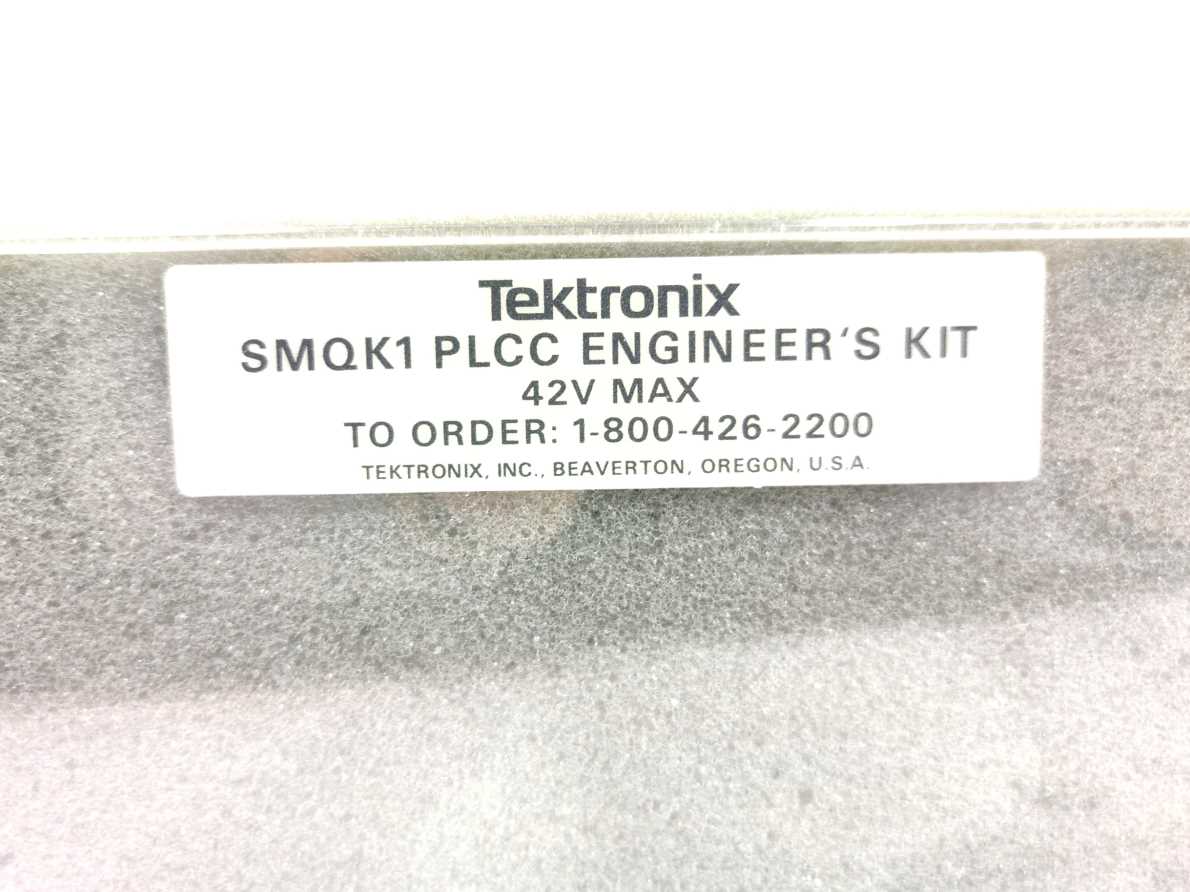 Tektronix
SMQK1 PLCC ENGINEER'S KIT
42V MAX
TO ORDER: 1-800-426-2200
TEKTRONIX, INC., BEAVERTON, OREGON, U.S.A.